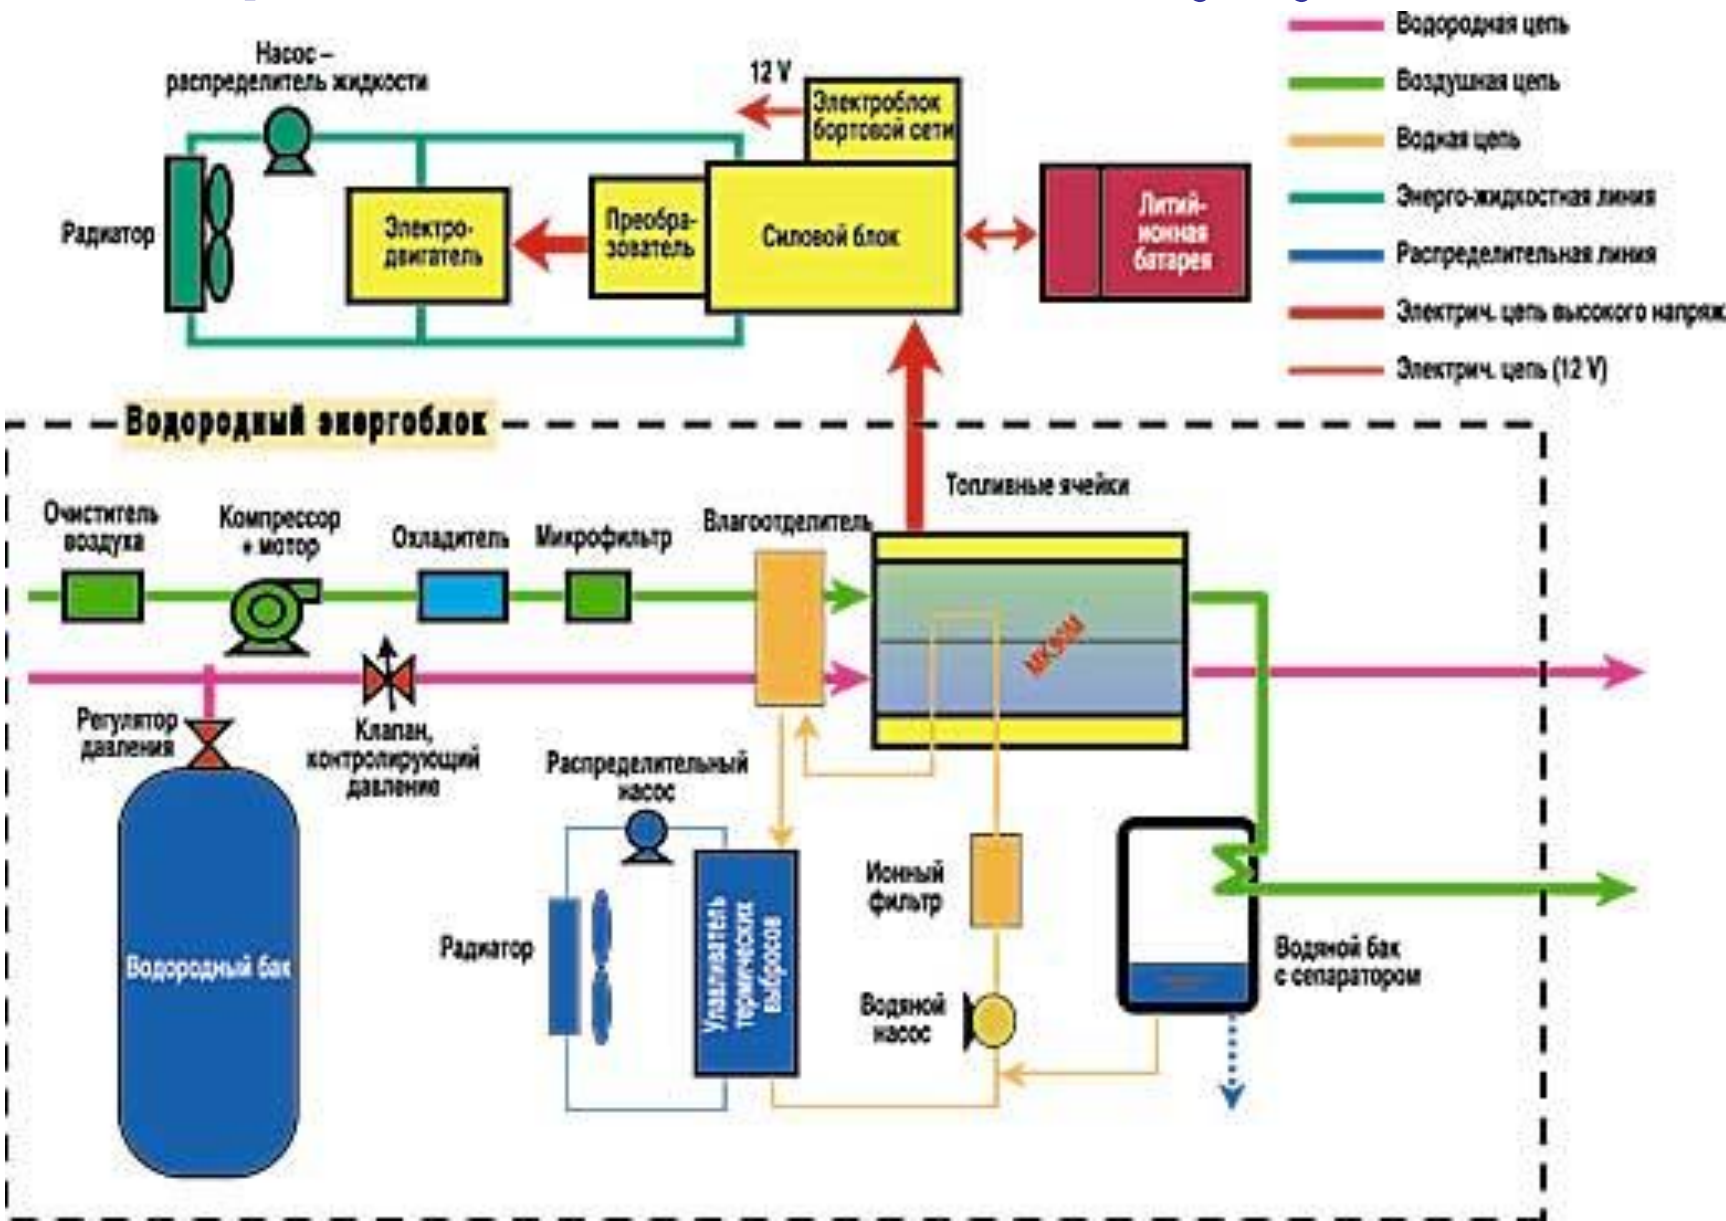 Водородная цепь
Воздушная цепь
Водная цепь
Энерго-жидкостная линия
Распределительная линия
Электрич. цепь высокого напряж.
Электрич. цепь (12 V)
Насос –
распределитель жидкости
12 V
Электроблок
бортовой сети
Радиатор
Электро-
двигатель
Преобра-
зователь
Силовой блок
Литий-
ионная
батарея
Водородный энергоблок
Топливные ячейки
Очиститель
воздуха
Компрессор
+ мотор
Охладитель
Микрофильтр
Влагоотделитель
Регулятор
давления
Клапан,
контролирующий
давление
Распределительный
насос
Водородный бак
Радиатор
Улавливатель
термических
выбросов
Ионный
фильтр
Водяной
насос
Водяной бак
с сепаратором